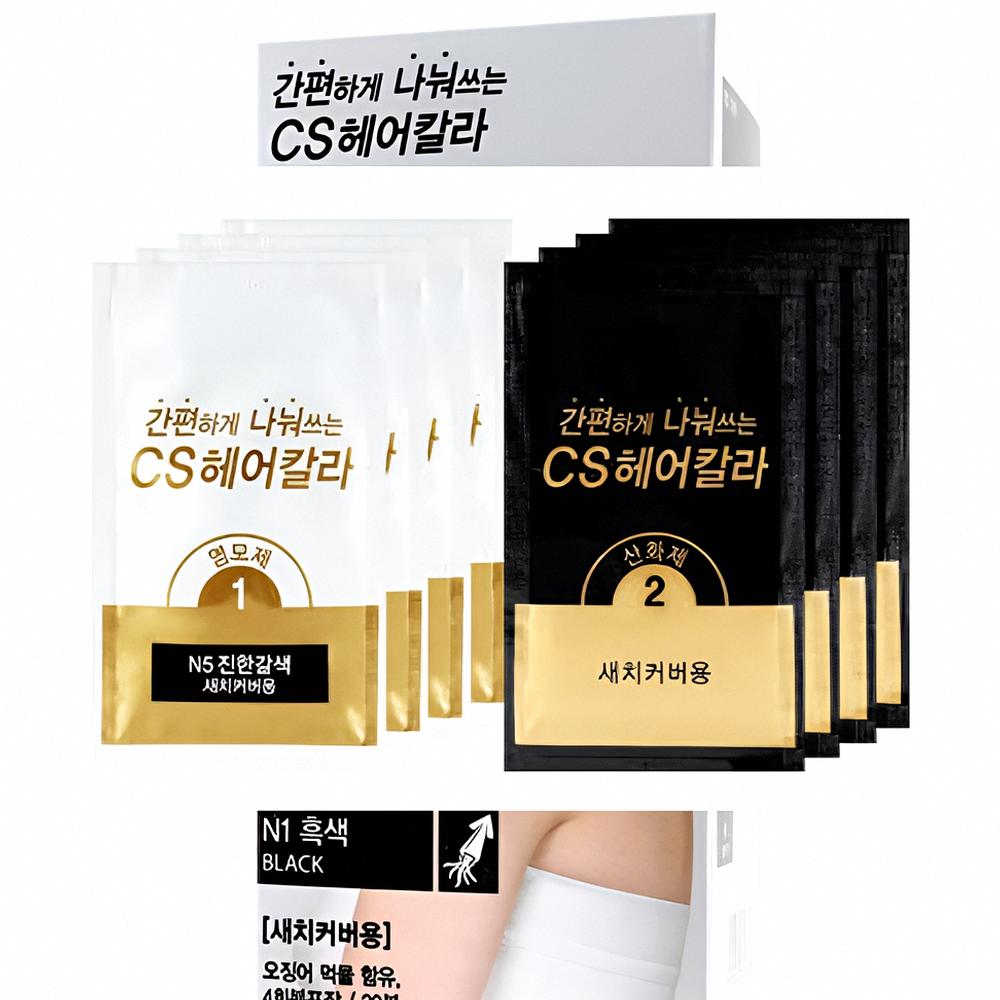 간편하게 나눠쓰는
CS헤어칼라
간편하게 나눠쓰는
CS헤어칼라
염모제
1
N5 진한갈색
새치커버용
간편하게 나눠쓰는
CS헤어칼라
산화제
2
새치커버용
N1 흑색
BLACK
[새치커버용]
오징어 먹물 함유,